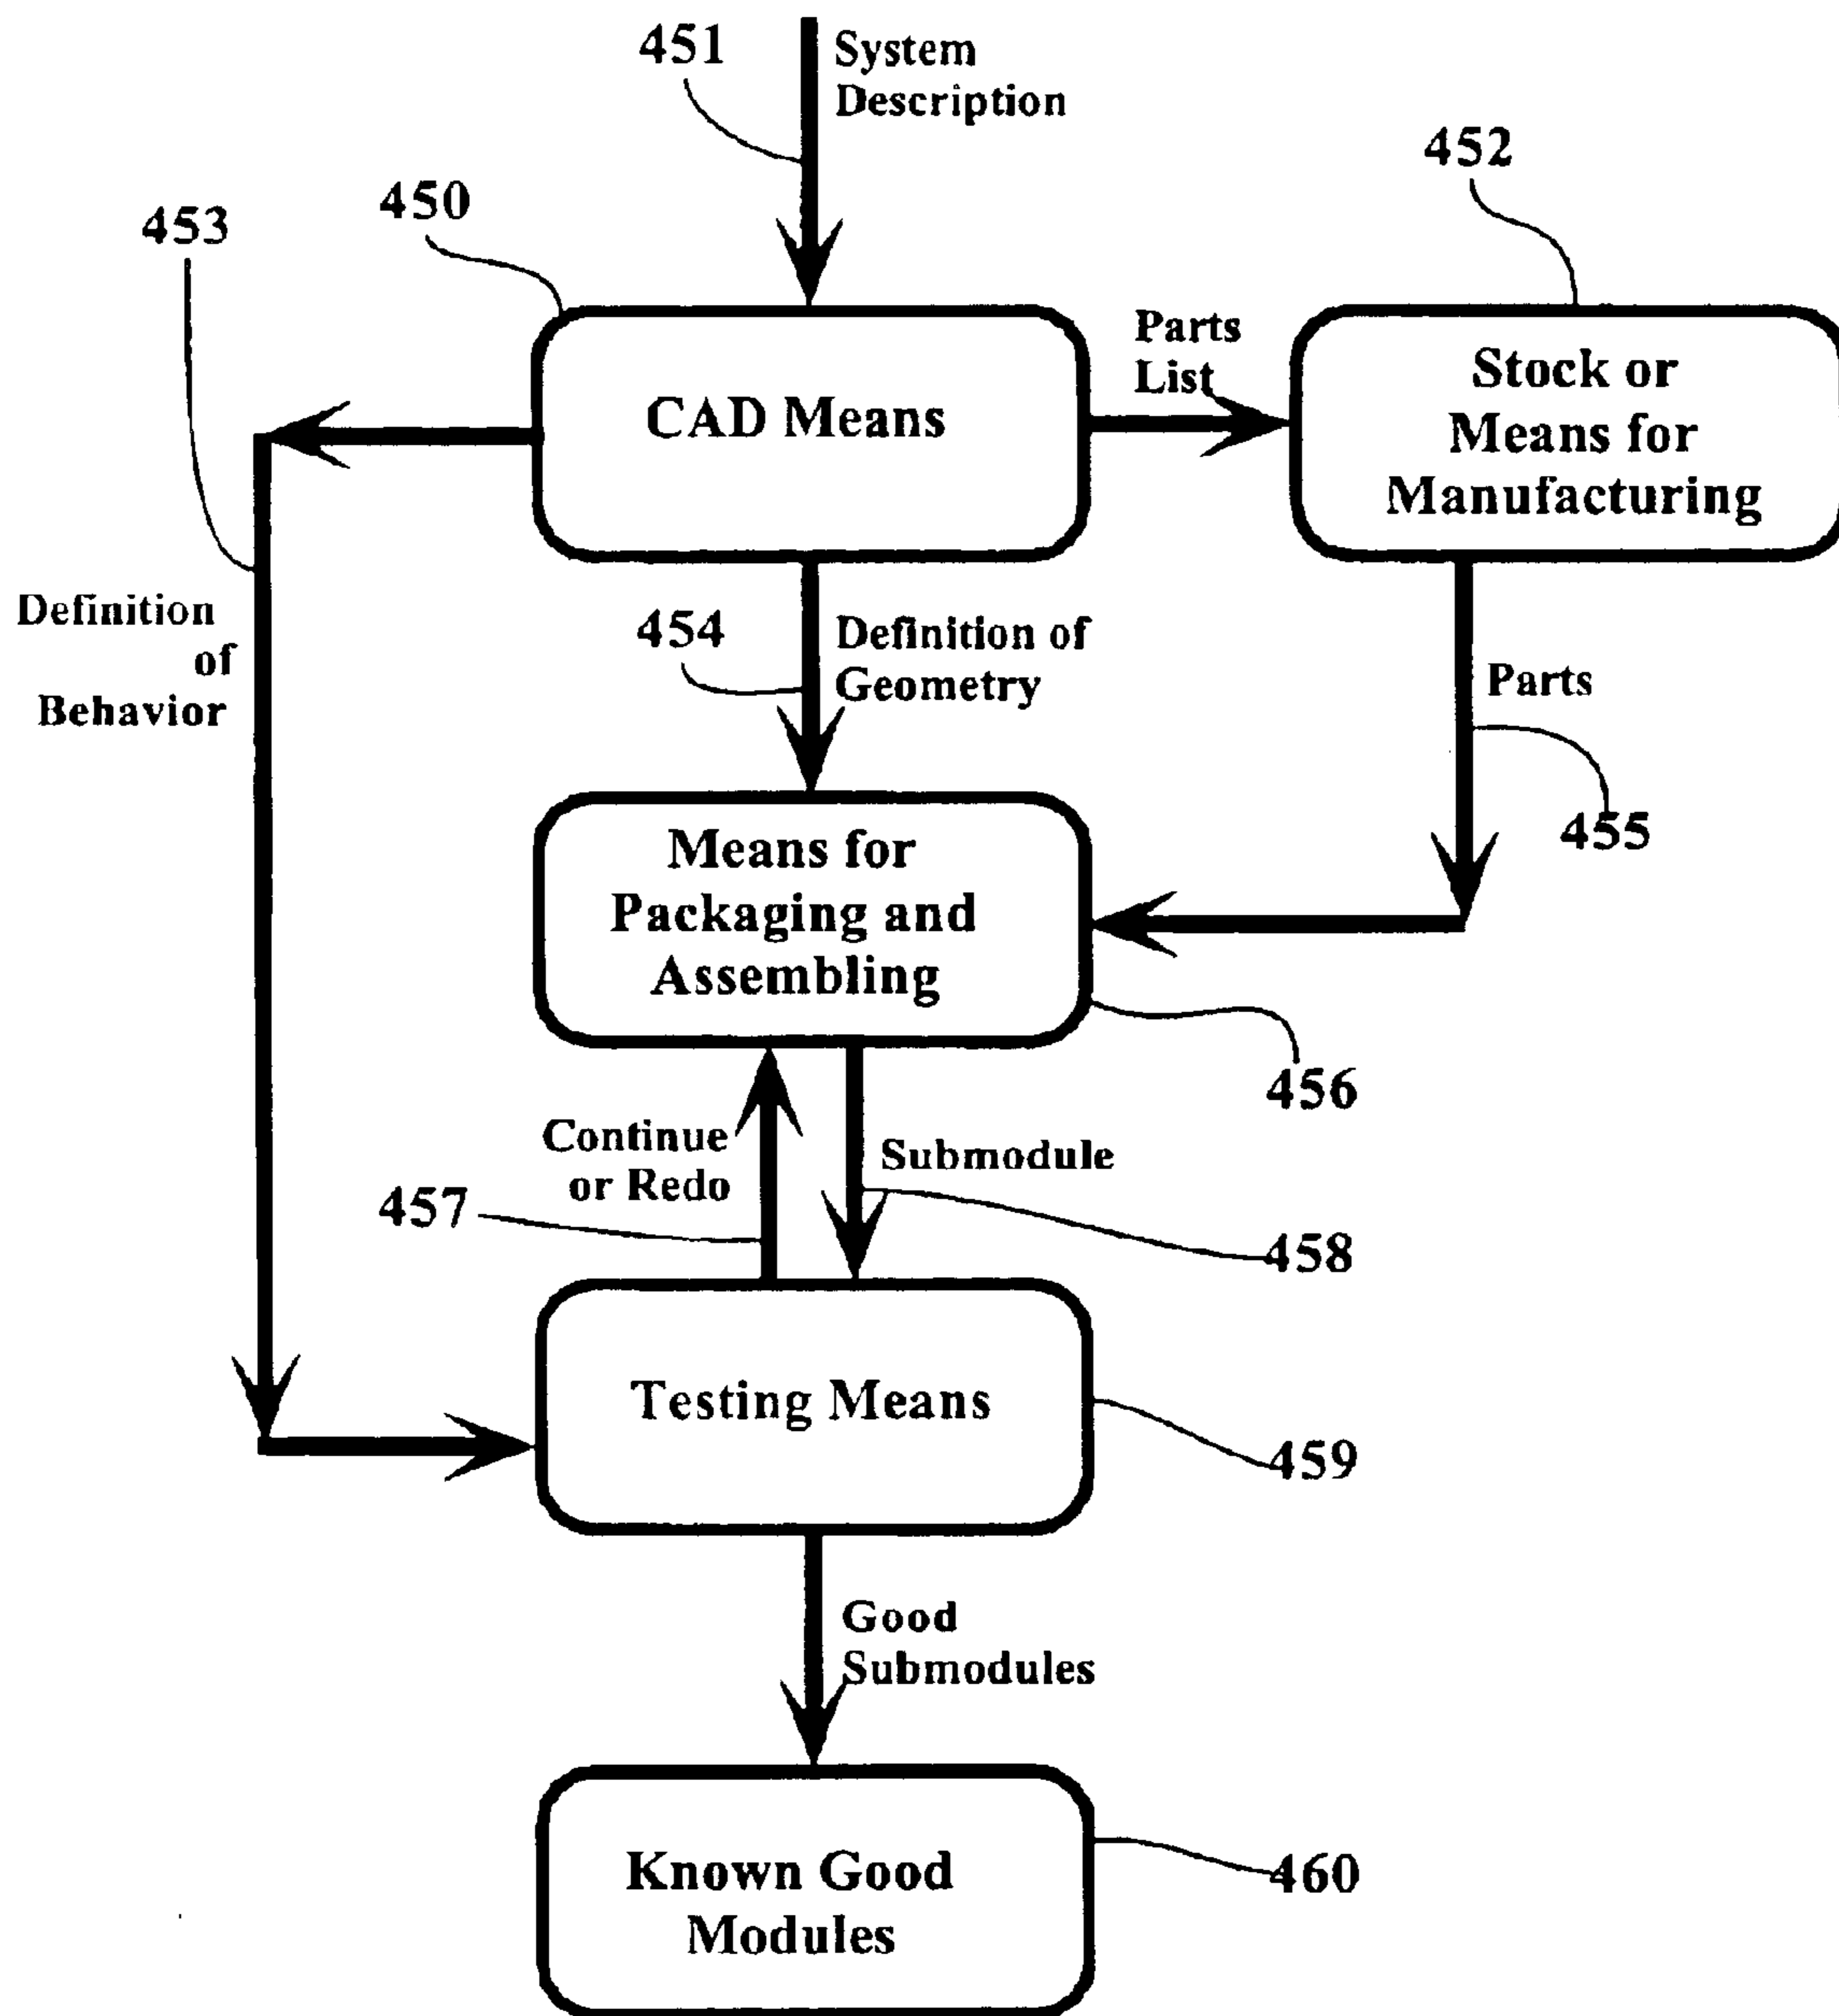 451
System
Description
452
450
453
Parts
List
CAD Means
Stock or
Means for
Manufacturing
Definition
of
Behavior
454
Definition of
Geometry
Parts
455
Means for
Packaging and
Assembling
456
Continue
or Redo
Submodule
457
458
Testing Means
459
Good
Submodules
Known Good
Modules
460